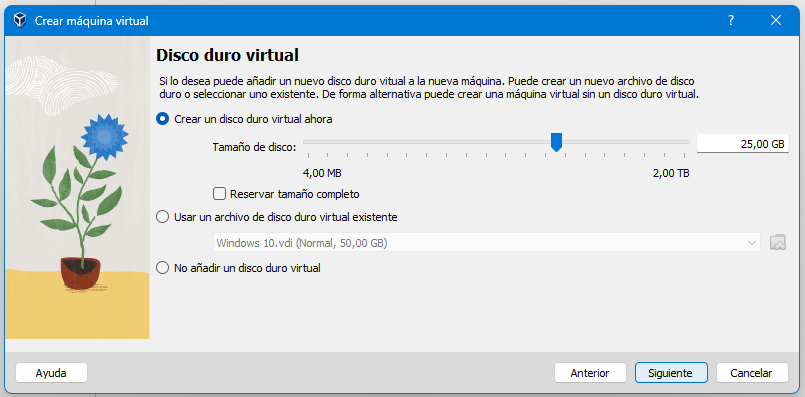 Crear máquina virtual
?
Disco duro virtual
Si lo desea puede añadir un nuevo disco duro vitual a la nueva máquina. Puede crear un nuevo archivo de disco
duro o seleccionar uno existente. De forma alternativa puede crear una máquina virtual sin un disco duro virtual.
Crear un disco duro virtual ahora
Tamaño de disco:
25,00 GB
4,00 MB
2,00 TB
Reservar tamaño completo
Usar un archivo de disco duro virtual existente
Windows 10.vdi (Normal, 50,00 GB)
No añadir un disco duro virtual
Ayuda
Anterior
Siguiente
Cancelar